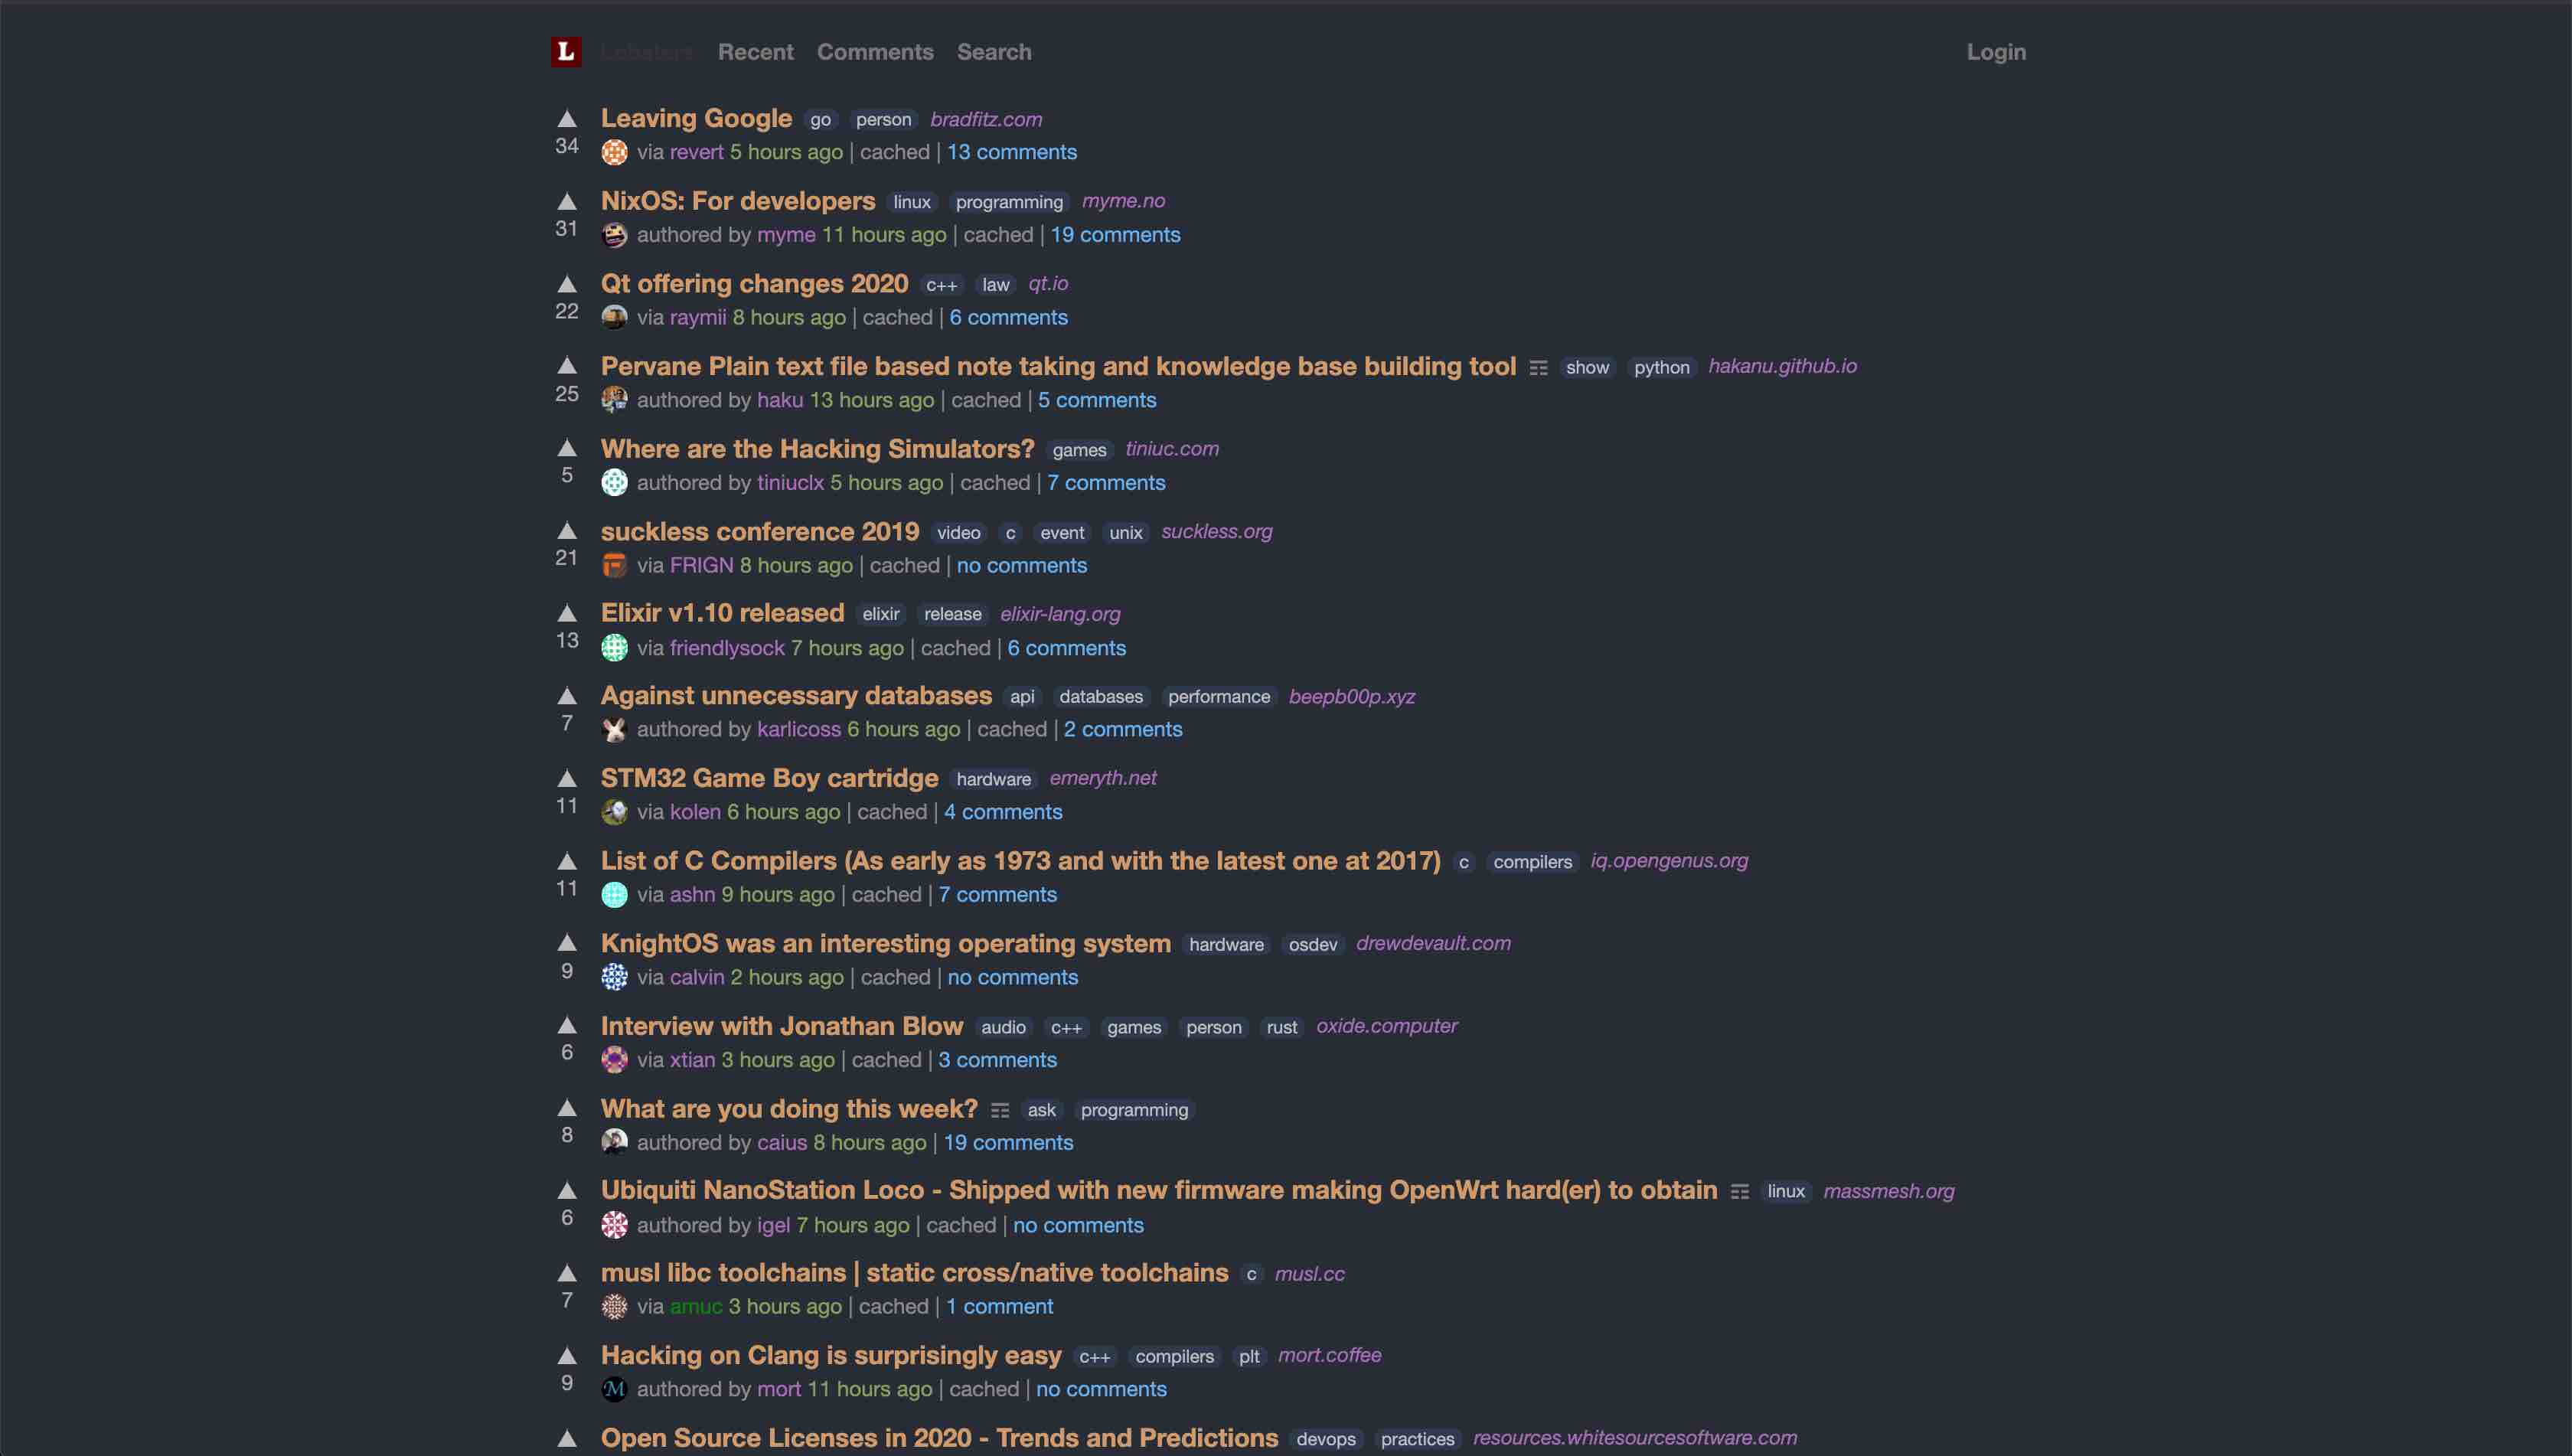 L Lobsters Recent Comments Search Login
Leaving Google go person bradfitz.com
34 via revert 5 hours ago | cached | 13 comments
NixOS: For developers linux programming myme.no
31 authored by myme 11 hours ago | cached | 19 comments
Qt offering changes 2020 c++ law qt.io
22 via raymii 8 hours ago | cached | 6 comments
Pervane Plain text file based note taking and knowledge base building tool show python hakanu.github.io
25 authored by haku 13 hours ago | cached | 5 comments
Where are the Hacking Simulators? games tiniuc.com
5 authored by tiniuclx 5 hours ago | cached | 7 comments
suckless conference 2019 video c event unix suckless.org
21 via FRIGN 8 hours ago | cached | no comments
Elixir v1.10 released elixir release elixir-lang.org
13 via friendlysock 7 hours ago | cached | 6 comments
Against unnecessary databases api databases performance beepb00p.xyz
7 authored by karlicoss 6 hours ago | cached | 2 comments
STM32 Game Boy cartridge hardware emeryth.net
11 via kolen 6 hours ago | cached | 4 comments
List of C Compilers (As early as 1973 and with the latest one at 2017) c compilers iq.opengenus.org
11 via ashn 9 hours ago | cached | 7 comments
KnightOS was an interesting operating system hardware osdev drewdevault.com
9 via calvin 2 hours ago | cached | no comments
Interview with Jonathan Blow audio c++ games person rust oxide.computer
6 via xtian 3 hours ago | cached | 3 comments
What are you doing this week? ask programming
8 authored by caius 8 hours ago | 19 comments
Ubiquiti NanoStation Loco - Shipped with new firmware making OpenWrt hard(er) to obtain linux massmesh.org
6 authored by igel 7 hours ago | cached | no comments
musl libc toolchains | static cross/native toolchains c musl.cc
7 via amuc 3 hours ago | cached | 1 comment
Hacking on Clang is surprisingly easy c++ compilers plt mort.coffee
9 authored by mort 11 hours ago | cached | no comments
Open Source Licenses in 2020 - Trends and Predictions devops practices resources.whitesourcesoftware.com